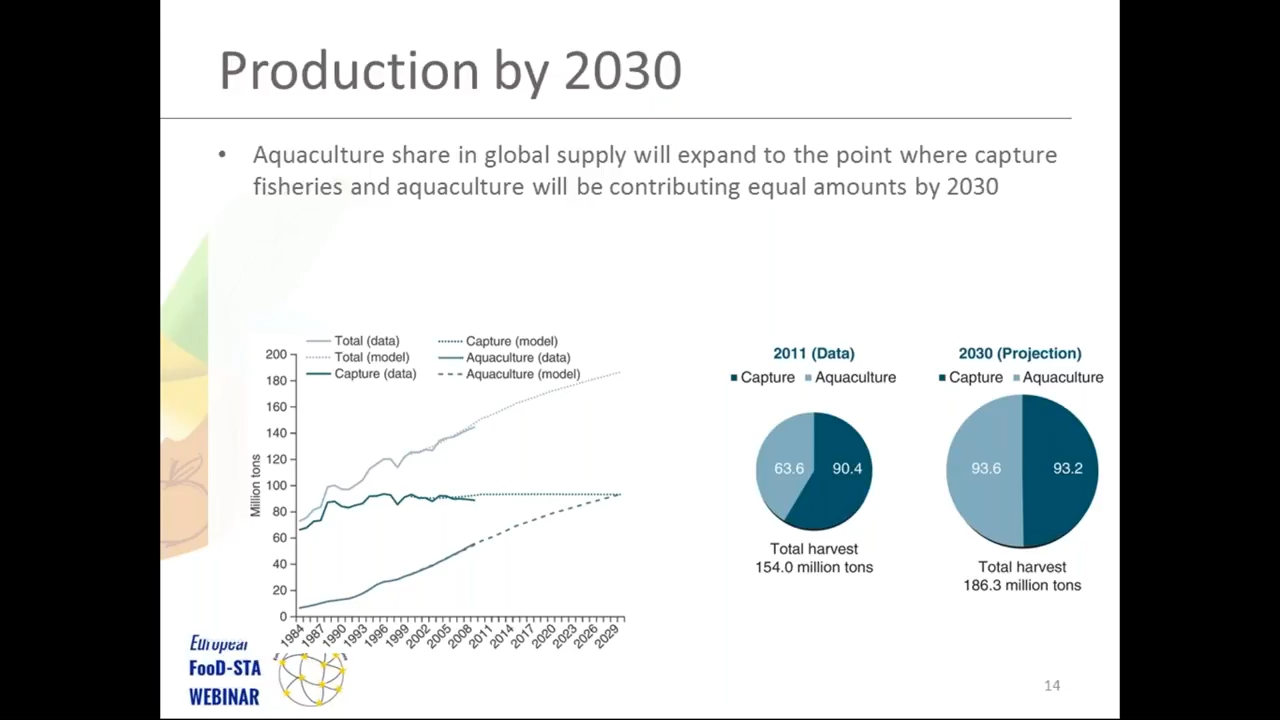 Production by 2030
• Aquaculture share in global supply will expand to the point where capture
fisheries and aquaculture will be contributing equal amounts by 2030
Total (data)
Total (model)
Capture (data)
Capture (model)
Aquaculture (data)
Aquaculture (model)
Million tons
200
180
160
140
120
100
80
60
40
20
0
1984
1987
1990
1993
1996
1999
2002
2005
2008
2011
2014
2017
2020
2023
2026
2029
2011 (Data)
Capture Aquaculture
63.6 90.4
Total harvest
154.0 million tons
2030 (Projection)
Capture Aquaculture
93.6 93.2
Total harvest
186.3 million tons
European
FooD-STA
WEBINAR
14